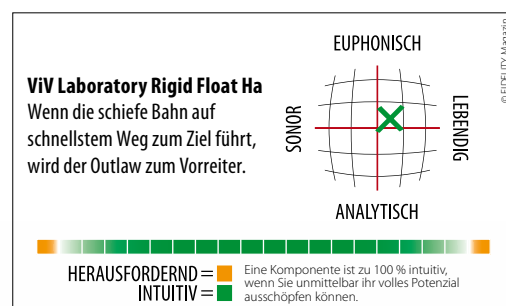 © FIDELITY Magazin
EUPHONISCH
ViV Laboratory Rigid Float Ha
Wenn die schiefe Bahn auf
schnellstem Weg zum Ziel führt,
wird der Outlaw zum Vorreiter.
SONOR
LEBENDIG
ANALYTISCH
HERAUSFORDERND =
INTUITIV =
Eine Komponente ist zu 100 % intuitiv,
wenn Sie unmittelbar ihr volles Potenzial
ausschöpfen können.